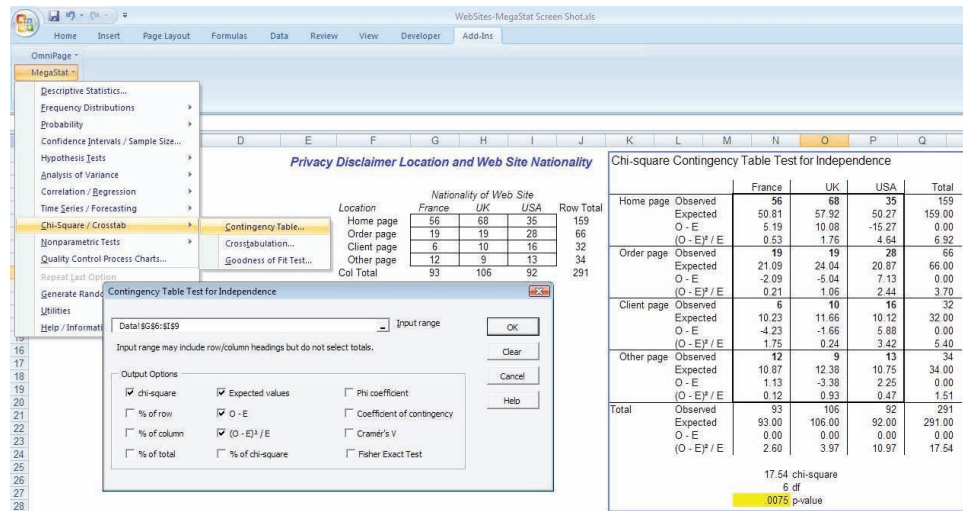 WebSites-MegaStat Screen Shot.xls
Home Insert Page Layout Formulas Data Review View Developer Add-Ins
OmniPage
MegaStat
Descriptive Statistics...
Frequency Distributions
Probability
Confidence Intervals / Sample Size...
Hypothesis Tests
Analysis of Variance
Correlation / Regression
Time Series / Forecasting
Chi-Square / Crosstab
Nonparametric Tests
Quality Control Process Charts...
Repeat Last Option
Generate Rando
Utilities
Help / Informati
Contingency Table...
Crosstabulation...
Goodness of Fit Test...
D E F G H I J K L M N O P Q
Privacy Disclaimer Location and Web Site Nationality
Nationality of Web Site
Location France UK USA Row Total
Home page 56 68 35 159
Order page 19 19 28 66
Client page 6 10 16 32
Other page 12 9 13 34
Col Total 93 106 92 291
Contingency Table Test for Independence
Data!$G$6:$I$9 _ Input range
Input range may include row/column headings but do not select totals.
OK
Clear
Cancel
Help
Output Options
chi-square Expected values Phi coefficient
% of row O - E Coefficient of contingency
% of column (O - E)² / E Cramér's V
% of total % of chi-square Fisher Exact Test
16
17
18
19
20
21
22
23
24
25
26
27
28
Chi-square Contingency Table Test for Independence
France UK USA Total
Home page Observed 56 68 35 159
Expected 50.81 57.92 50.27 159.00
O - E 5.19 10.08 -15.27 0.00
(O - E)² / E 0.53 1.76 4.64 6.92
Order page Observed 19 19 28 66
Expected 21.09 24.04 20.87 66.00
O - E -2.09 -5.04 7.13 0.00
(O - E)² / E 0.21 1.06 2.44 3.70
Client page Observed 6 10 16 32
Expected 10.23 11.66 10.12 32.00
O - E -4.23 -1.66 5.88 0.00
(O - E)² / E 1.75 0.24 3.42 5.40
Other page Observed 12 9 13 34
Expected 10.87 12.38 10.75 34.00
O - E 1.13 -3.38 2.25 0.00
(O - E)² / E 0.12 0.93 0.47 1.51
Total Observed 93 106 92 291
Expected 93.00 106.00 92.00 291.00
O - E 0.00 0.00 0.00 0.00
(O - E)² / E 2.60 3.97 10.97 17.54
17.54 chi-square
6 df
.0075 p-value